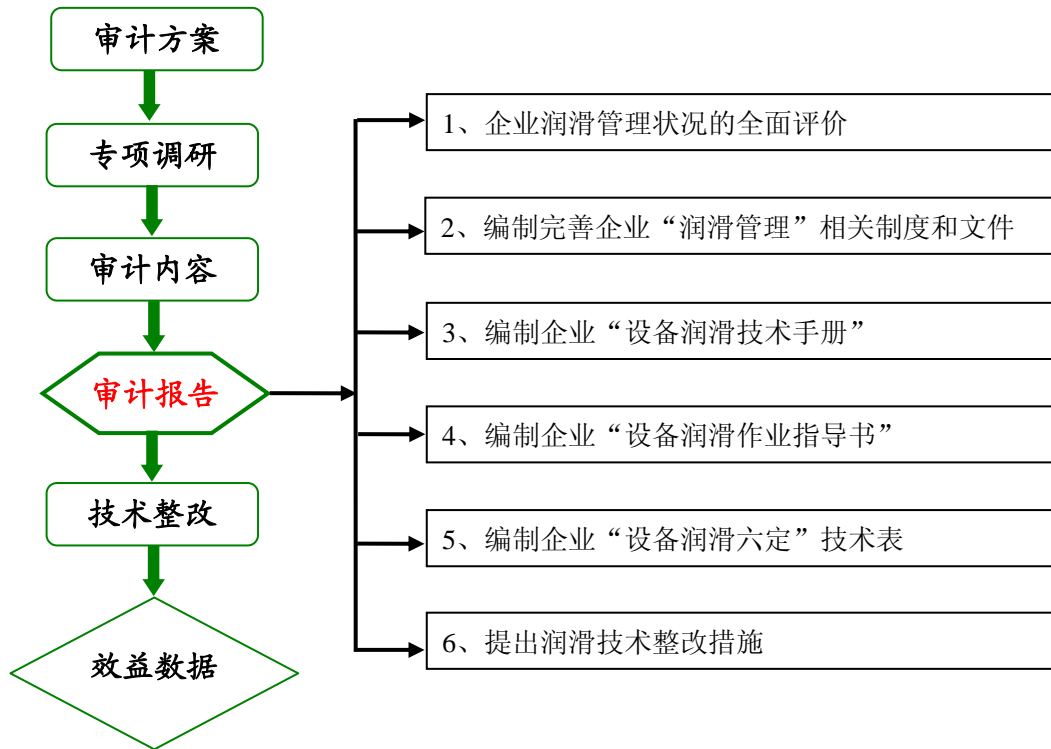 审计方案
专项调研
审计内容
审计报告
技术整改
效益数据
1、企业润滑管理状况的全面评价
2、编制完善企业“润滑管理”相关制度和文件
3、编制企业“设备润滑技术手册”
4、编制企业“设备润滑作业指导书”
5、编制企业“设备润滑六定”技术表
6、提出润滑技术整改措施